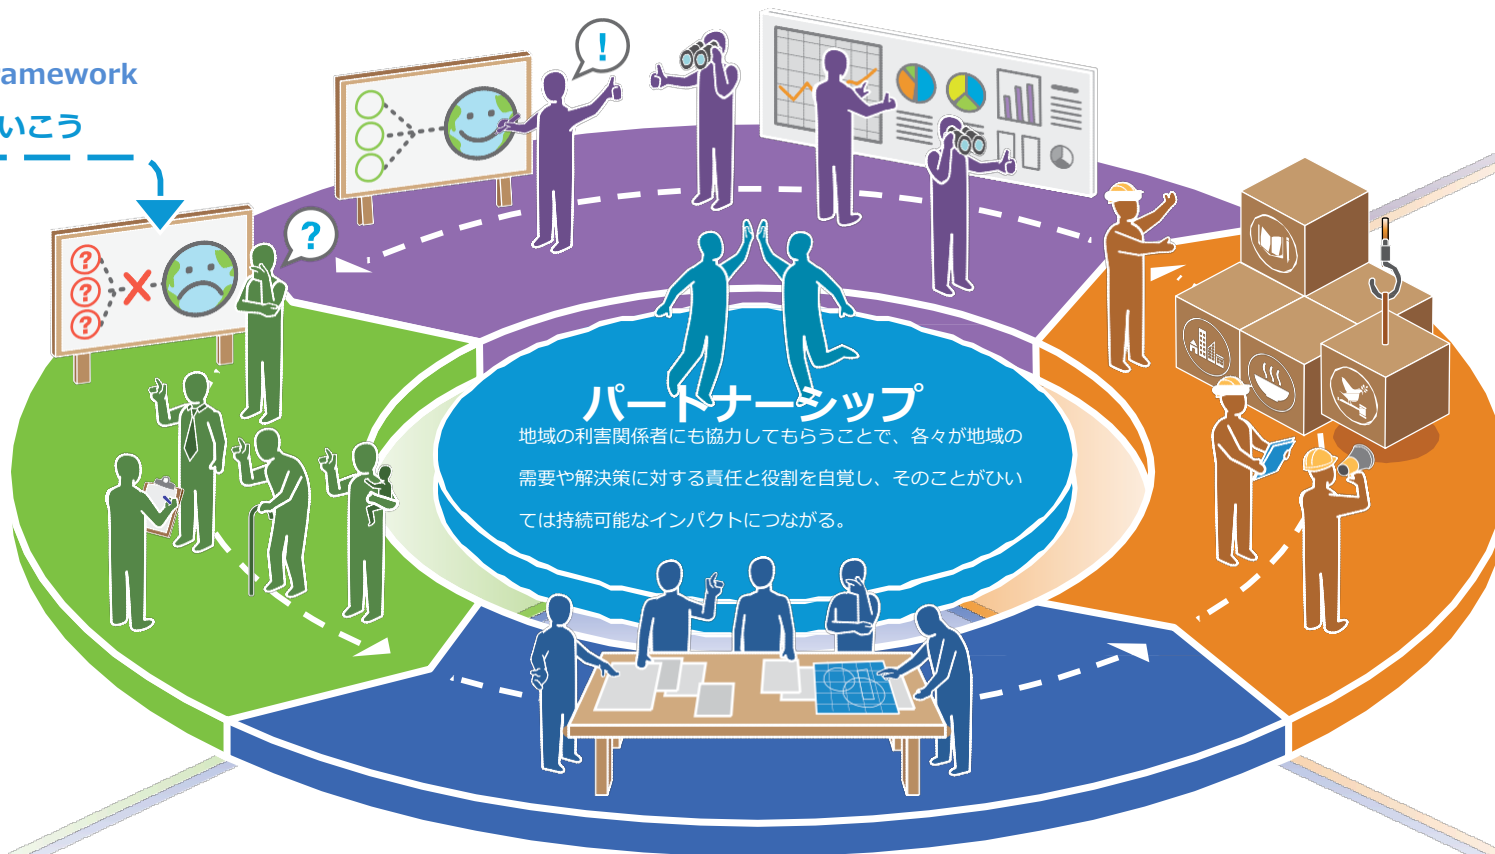 ramework
いこう
!
?
?
?
?
パートナーシップ
地域の利害関係者にも協力してもらうことで、各々が地域の
需要や解決策に対する責任と役割を自覚し、そのことがひい
ては持続可能なインパクトにつながる。